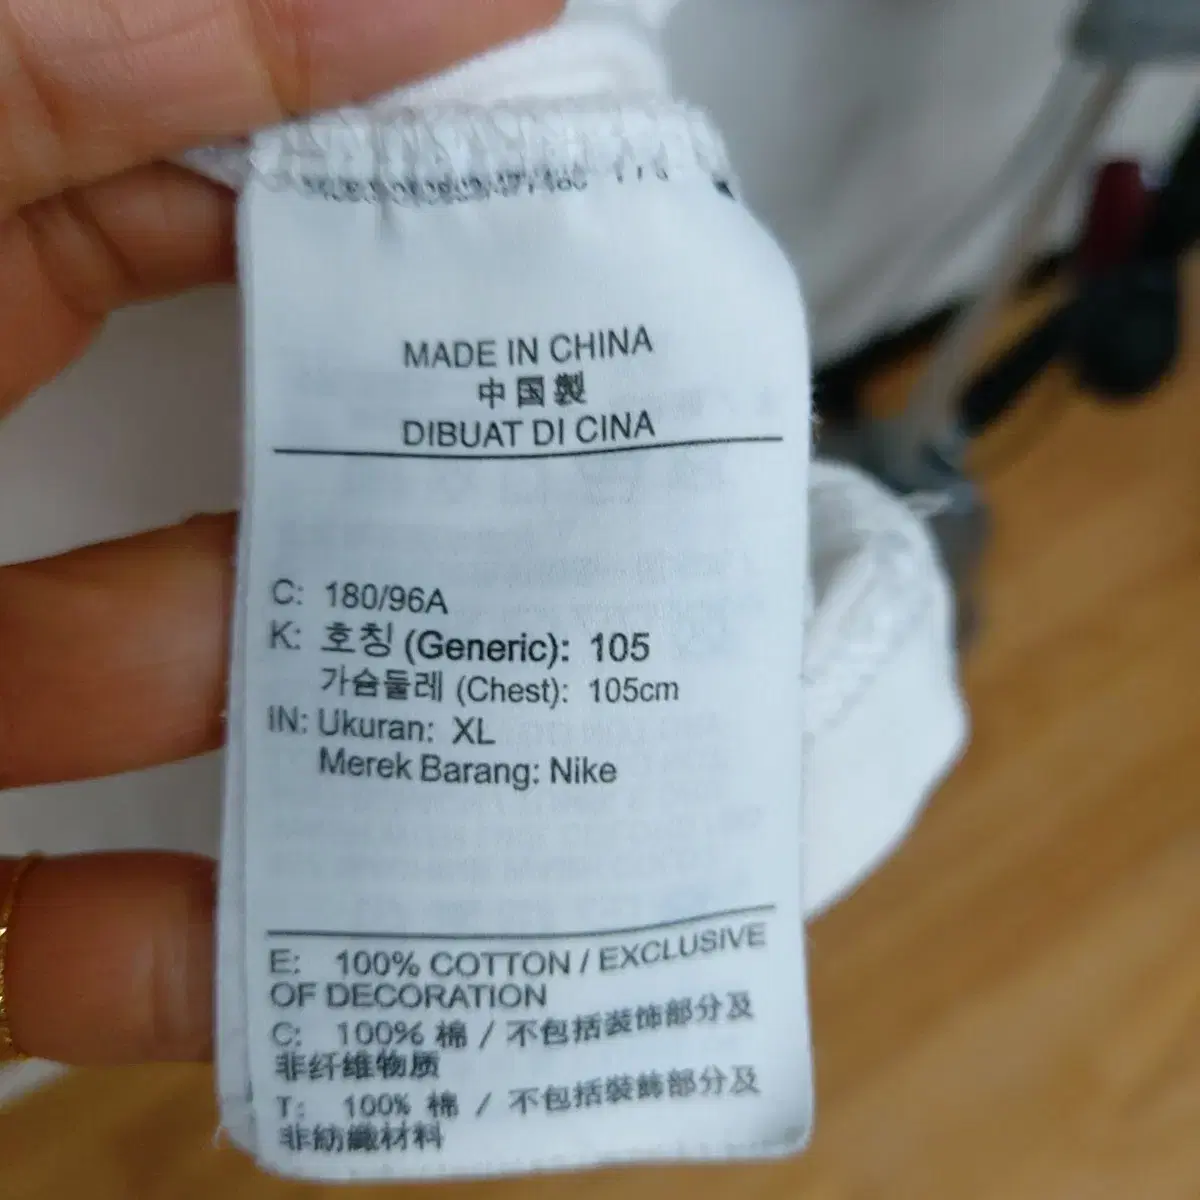 MADE IN CHINA
中国製
DIBUAT DI CINA
C: 180/96A
K: 호칭 (Generic): 105
가슴둘레 (Chest): 105cm
IN: Ukuran: XL
Merek Barang: Nike
E: 100% COTTON / EXCLUSIVE
OF DECORATION
C: 100% 棉 / 不包括装饰部分及
非纤维物质
T: 100% 棉 / 不包括裝飾部分及
非紡織材料